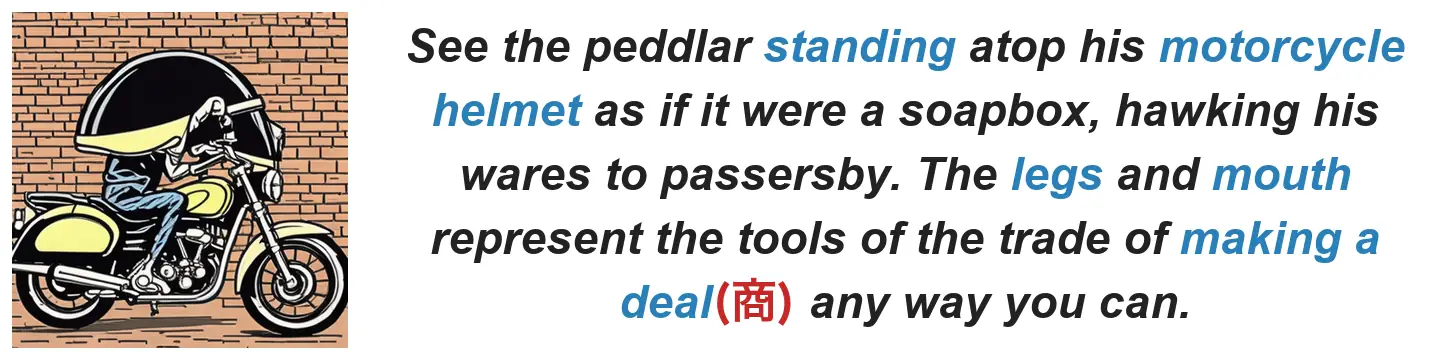 See the peddlar standing atop his motorcycle
helmet as if it were a soapbox, hawking his
wares to passersby. The legs and mouth
represent the tools of the trade of making a
deal(商) any way you can.